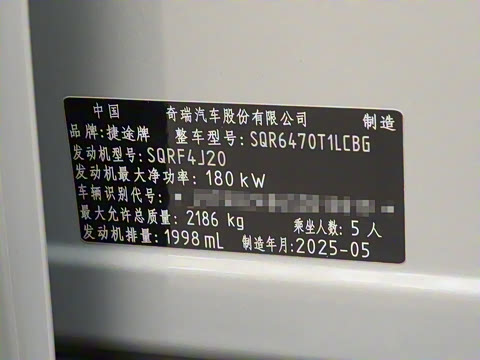 中国 奇瑞汽车股份有限公司 制造
品牌:捷途牌 整车型号:SQR6470T1LCBG
发动机型号:SQRF4J20
发动机最大净功率:180 kW
车辆识别代号:
最大允许总质量:2186 kg 乘坐人数:5 人
发动机排量:1998 mL 制造年月:2025-05